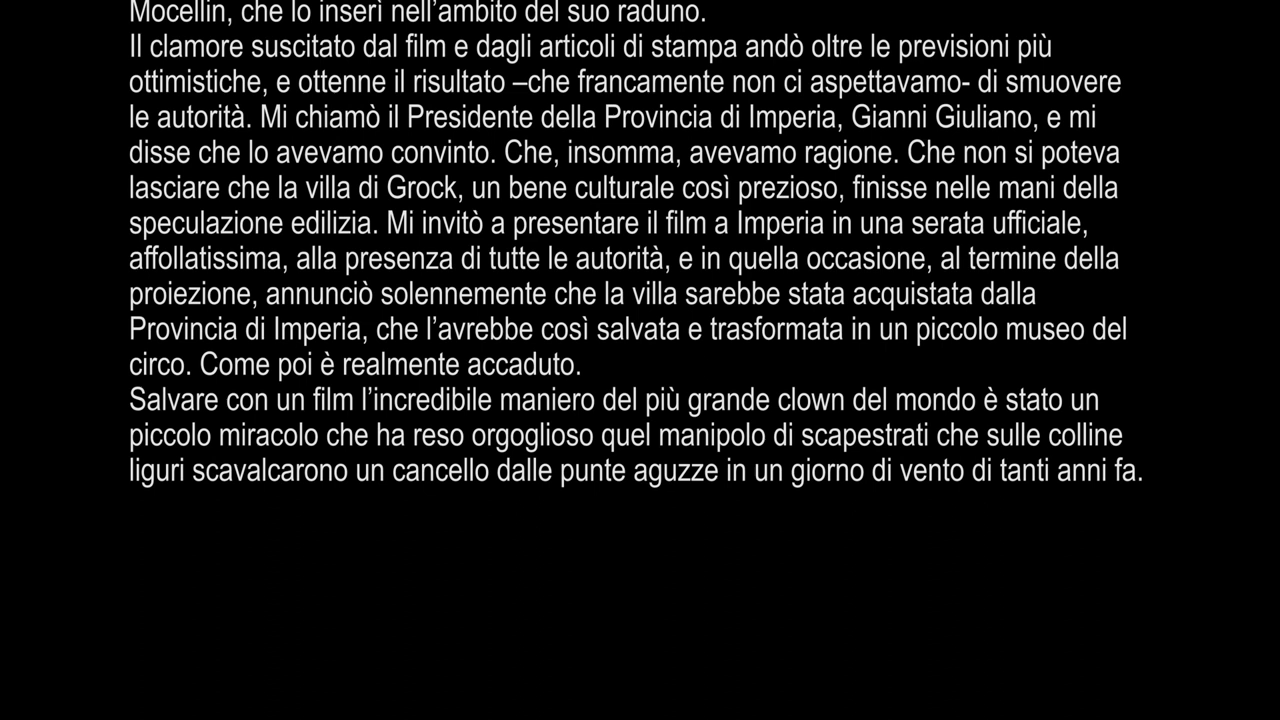 Mocellin, che lo inserì nell’ambito del suo raduno.
Il clamore suscitato dal film e dagli articoli di stampa andò oltre le previsioni più
ottimistiche, e ottenne il risultato –che francamente non ci aspettavamo- di smuovere
le autorità. Mi chiamò il Presidente della Provincia di Imperia, Gianni Giuliano, e mi
disse che lo avevamo convinto. Che, insomma, avevamo ragione. Che non si poteva
lasciare che la villa di Grock, un bene culturale così prezioso, finisse nelle mani della
speculazione edilizia. Mi invitò a presentare il film a Imperia in una serata ufficiale,
affollatissima, alla presenza di tutte le autorità, e in quella occasione, al termine della
proiezione, annunciò solennemente che la villa sarebbe stata acquistata dalla
Provincia di Imperia, che l’avrebbe così salvata e trasformata in un piccolo museo del
circo. Come poi è realmente accaduto.
Salvare con un film l’incredibile maniero del più grande clown del mondo è stato un
piccolo miracolo che ha reso orgoglioso quel manipolo di scapestrati che sulle colline
liguri scavalcarono un cancello dalle punte aguzze in un giorno di vento di tanti anni fa.